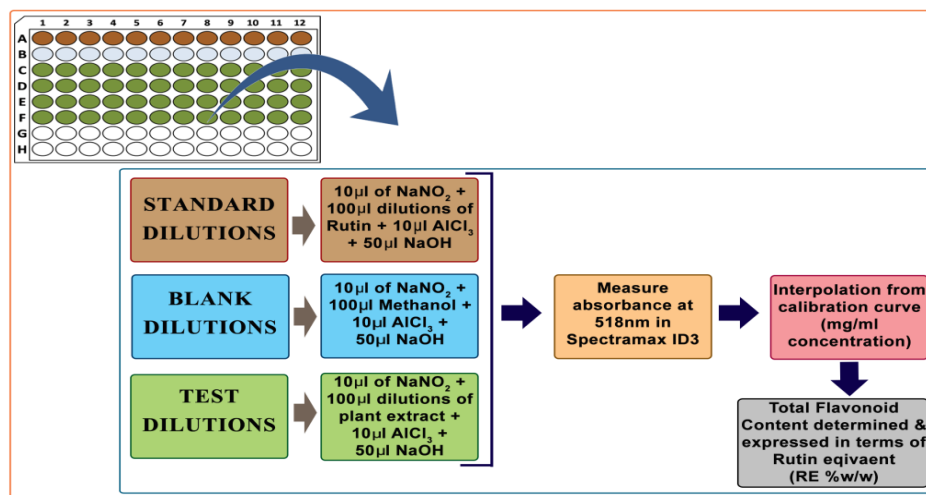 1 2 3 4 5 6 7 8 9 10 11 12
A
B
C
D
E
F
G
H
STANDARD
DILUTIONS
10µl of NaNO₂ +
100µl dilutions of
Rutin + 10µl AlCl₃
+ 50µl NaOH
BLANK
DILUTIONS
10µl of NaNO₂ +
100µl Methanol +
10µl AlCl₃ +
50µl NaOH
TEST
DILUTIONS
10µl of NaNO₂ +
100µl dilutions of
plant extract +
10µl AlCl₃ +
50µl NaOH
Measure
absorbance at
518nm in
Spectramax ID3
Interpolation from
calibration curve
(mg/ml
concentration)
Total Flavonoid
Content determined &
expressed in terms of
Rutin eqivaent
(RE %w/w)